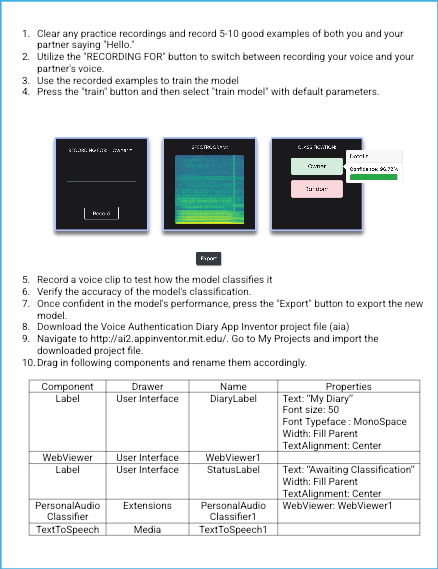 1. Clear any practice recordings and record 5-10 good examples of both you and your
partner saying "Hello."
2. Utilize the "RECORDING FOR" button to switch between recording your voice and your
partner's voice.
3. Use the recorded examples to train the model
4. Press the "train" button and then select "train model" with default parameters.
RECORDING FOR: "Owner"
SPECTROGRAM:
CLASSIFICATION:
Details
Owner
Confidence: 96.72%
Random
Record
Export
5. Record a voice clip to test how the model classifies it
6. Verify the accuracy of the model's classification.
7. Once confident in the model's performance, press the "Export" button to export the new
model.
8. Download the Voice Authentication Diary App Inventor project file (aia)
9. Navigate to http://ai2.appinventor.mit.edu/. Go to My Projects and import the
downloaded project file.
10. Drag in following components and rename them accordingly.
Component Drawer Name Properties
Label User Interface DiaryLabel Text: "My Diary"
Font size: 50
Font Typeface : MonoSpace
Width: Fill Parent
TextAlignment: Center
WebViewer User Interface WebViewer1
Label User Interface StatusLabel Text: "Awaiting Classification"
Width: Fill Parent
TextAlignment: Center
PersonalAudio Extensions PersonalAudio WebViewer: WebViewer1
Classifier Classifier1
TextToSpeech Media TextToSpeech1